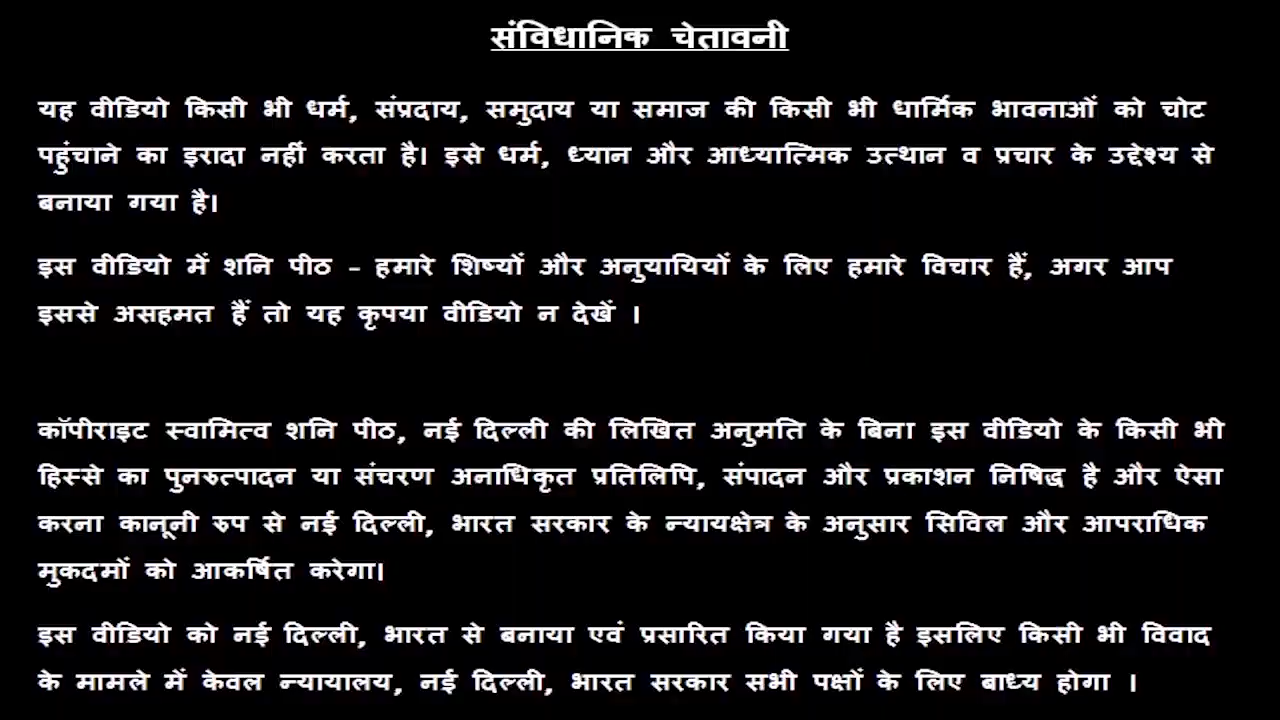 संविधानिक चेतावनी
यह वीडियो किसी भी धर्म, संप्रदाय, समुदाय या समाज की किसी भी धार्मिक भावनाओं को चोट
पहुंचाने का इरादा नहीं करता है। इसे धर्म, ध्यान और आध्यात्मिक उत्थान व प्रचार के उद्देश्य से
बनाया गया है।
इस वीडियो में शनि पीठ – हमारे शिष्यों और अनुयायियों के लिए हमारे विचार हैं, अगर आप
इससे असहमत हैं तो यह कृपया वीडियो न देखें ।
कॉपीराइट स्वामित्व शनि पीठ, नई दिल्ली की लिखित अनुमति के बिना इस वीडियो के किसी भी
हिस्से का पुनरुत्पादन या संचरण अनाधिकृत प्रतिलिपि, संपादन और प्रकाशन निषिद्ध है और ऐसा
करना कानूनी रुप से नई दिल्ली, भारत सरकार के न्यायक्षेत्र के अनुसार सिविल और आपराधिक
मुकदमों को आकर्षित करेगा।
इस वीडियो को नई दिल्ली, भारत से बनाया एवं प्रसारित किया गया है इसलिए किसी भी विवाद
के मामले में केवल न्यायालय, नई दिल्ली, भारत सरकार सभी पक्षों के लिए बाध्य होगा ।